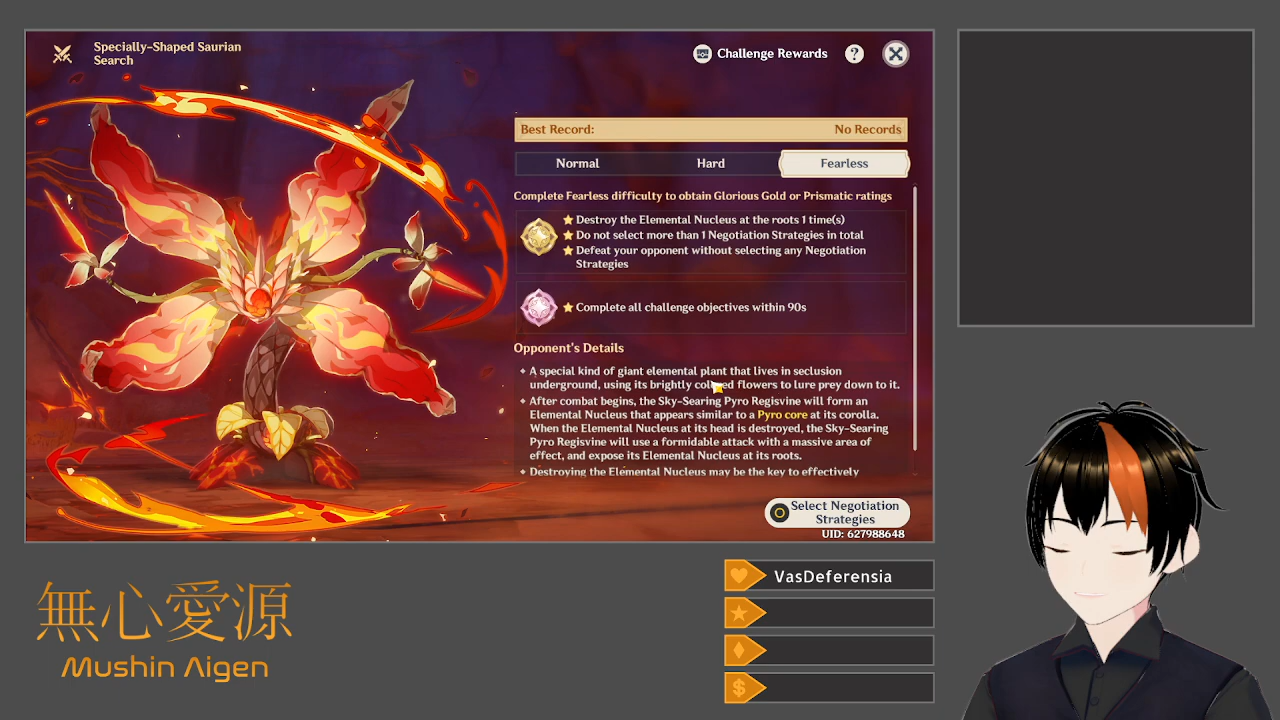 Specially-Shaped Saurian
Search
Challenge Rewards
?
Best Record:
No Records
Normal
Hard
Fearless
Complete Fearless difficulty to obtain Glorious Gold or Prismatic ratings
Destroy the Elemental Nucleus at the roots 1 time(s)
Do not select more than 1 Negotiation Strategies in total
Defeat your opponent without selecting any Negotiation
Strategies
Complete all challenge objectives within 90s
Opponent's Details
A special kind of giant elemental plant that lives in seclusion
underground, using its brightly colored flowers to lure prey down to it.
After combat begins, the Sky-Searing Pyro Regisvine will form an
Elemental Nucleus that appears similar to a Pyro core at its corolla.
When the Elemental Nucleus at its head is destroyed, the Sky-Searing
Pyro Regisvine will use a formidable attack with a massive area of
effect, and expose its Elemental Nucleus at its roots.
Destroying the Elemental Nucleus may be the key to effectively
Select Negotiation
Strategies
UID: 627988648
無心愛源
Mushin Aigen
VasDeferensia
$